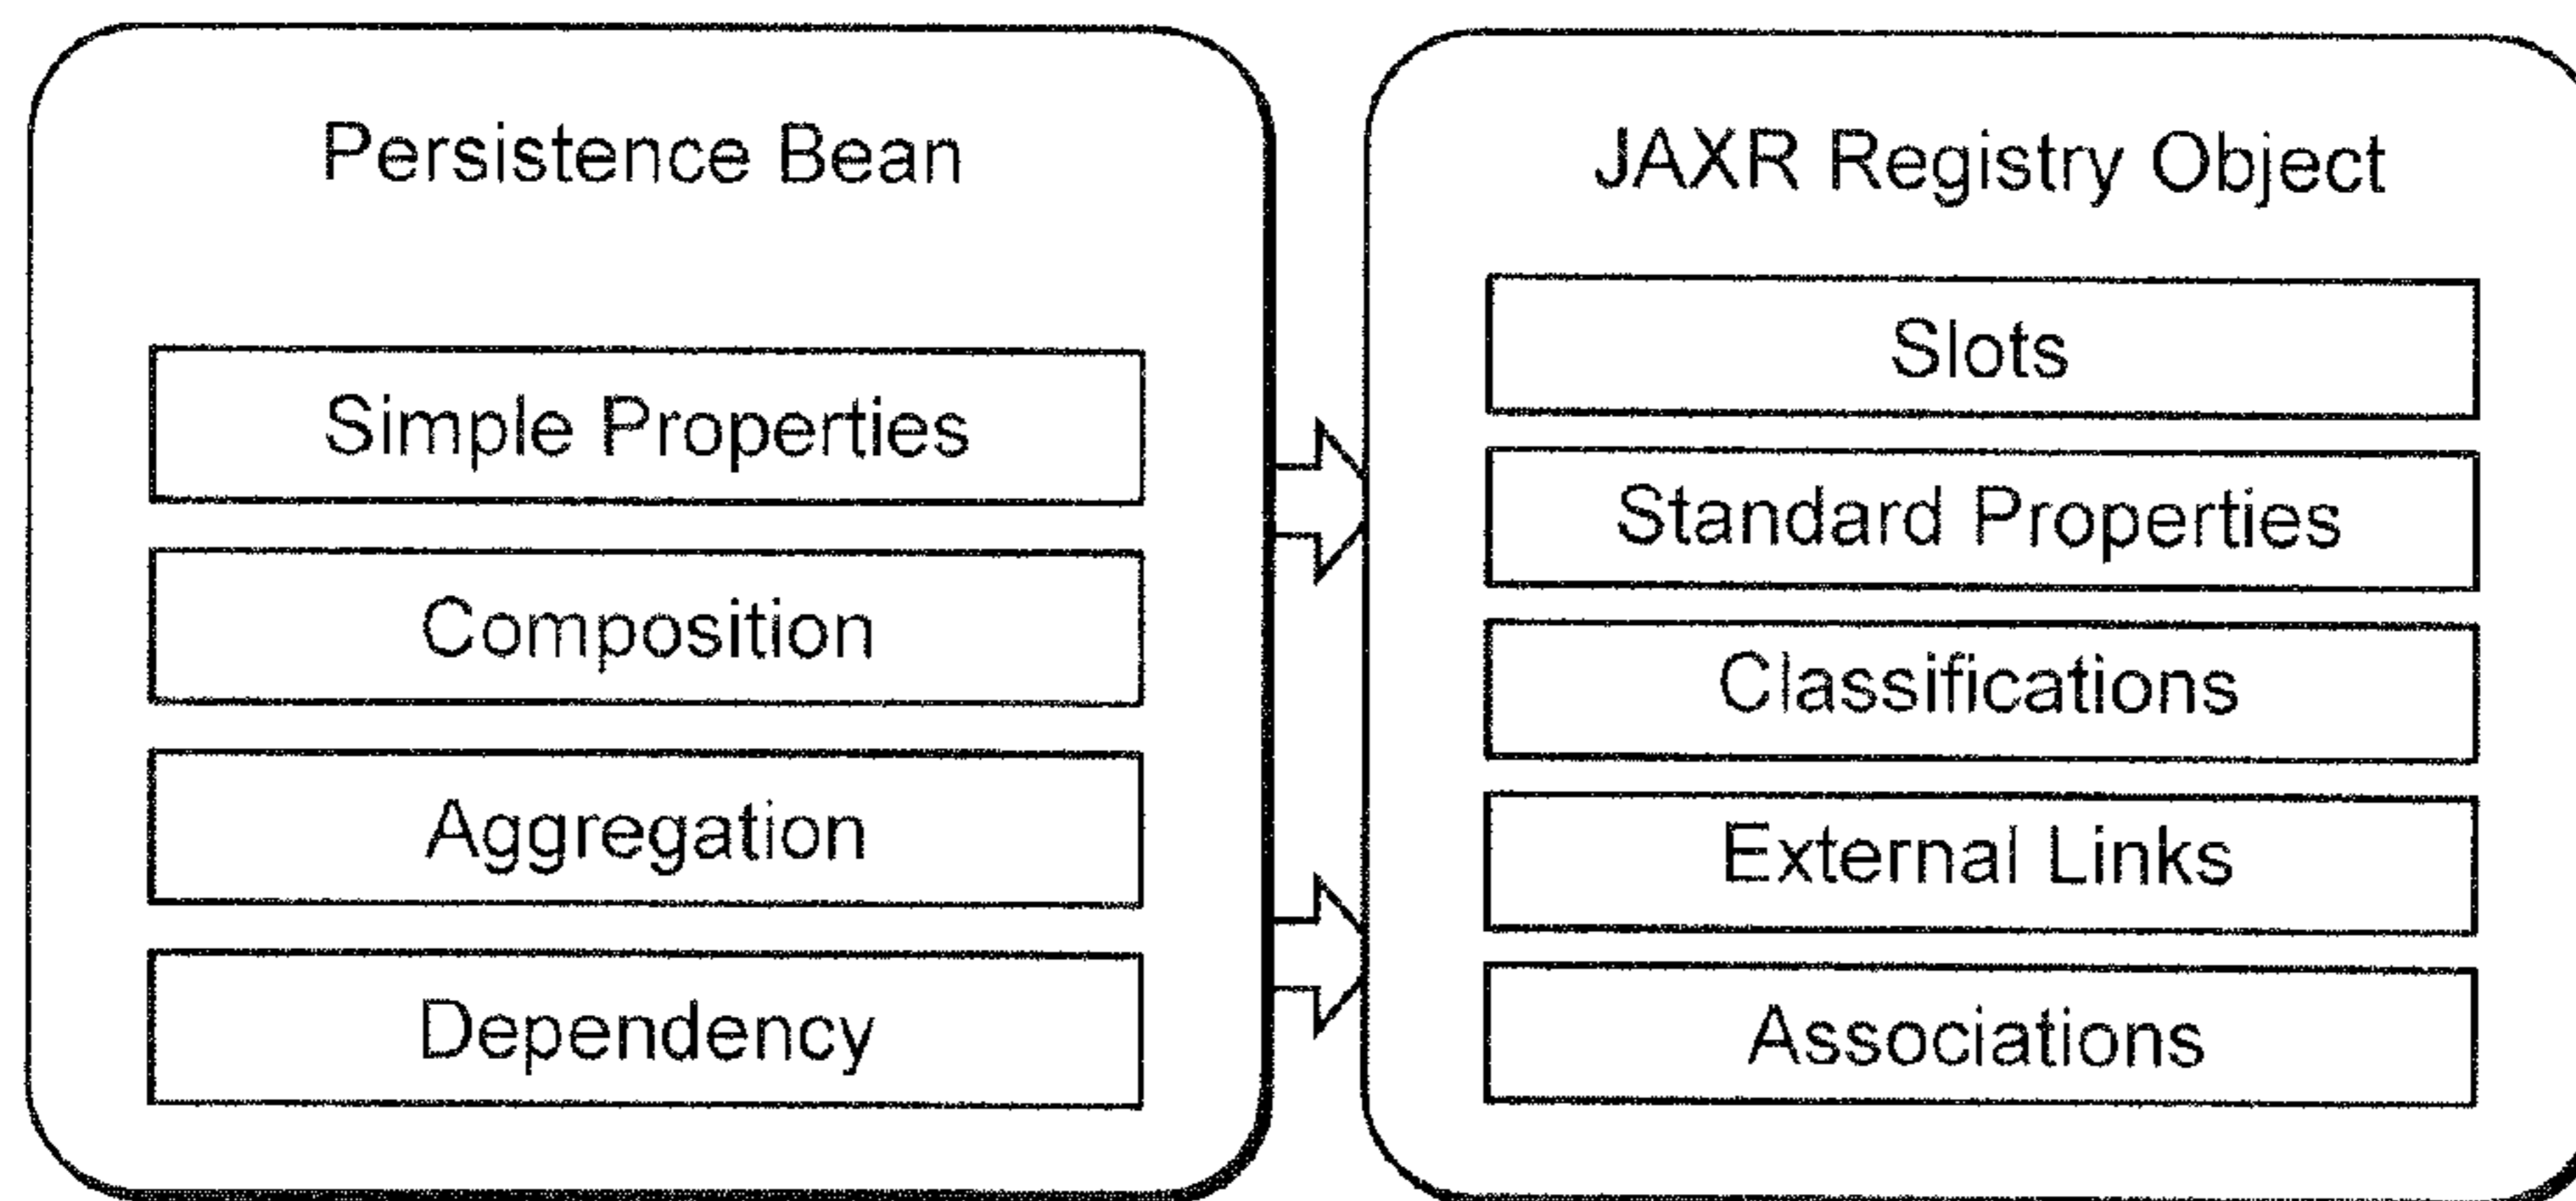 Persistence Bean
Simple Properties
Composition
Aggregation
Dependency
JAXR Registry Object
Slots
Standard Properties
Classifications
External Links
Associations